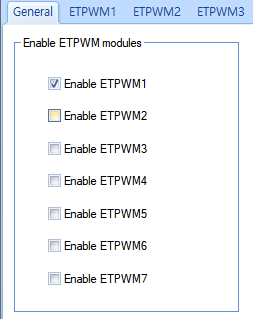 General ETPWM1 ETPWM2 ETPWM3
Enable ETPWM modules
Enable ETPWM1
Enable ETPWM2
Enable ETPWM3
Enable ETPWM4
Enable ETPWM5
Enable ETPWM6
Enable ETPWM7